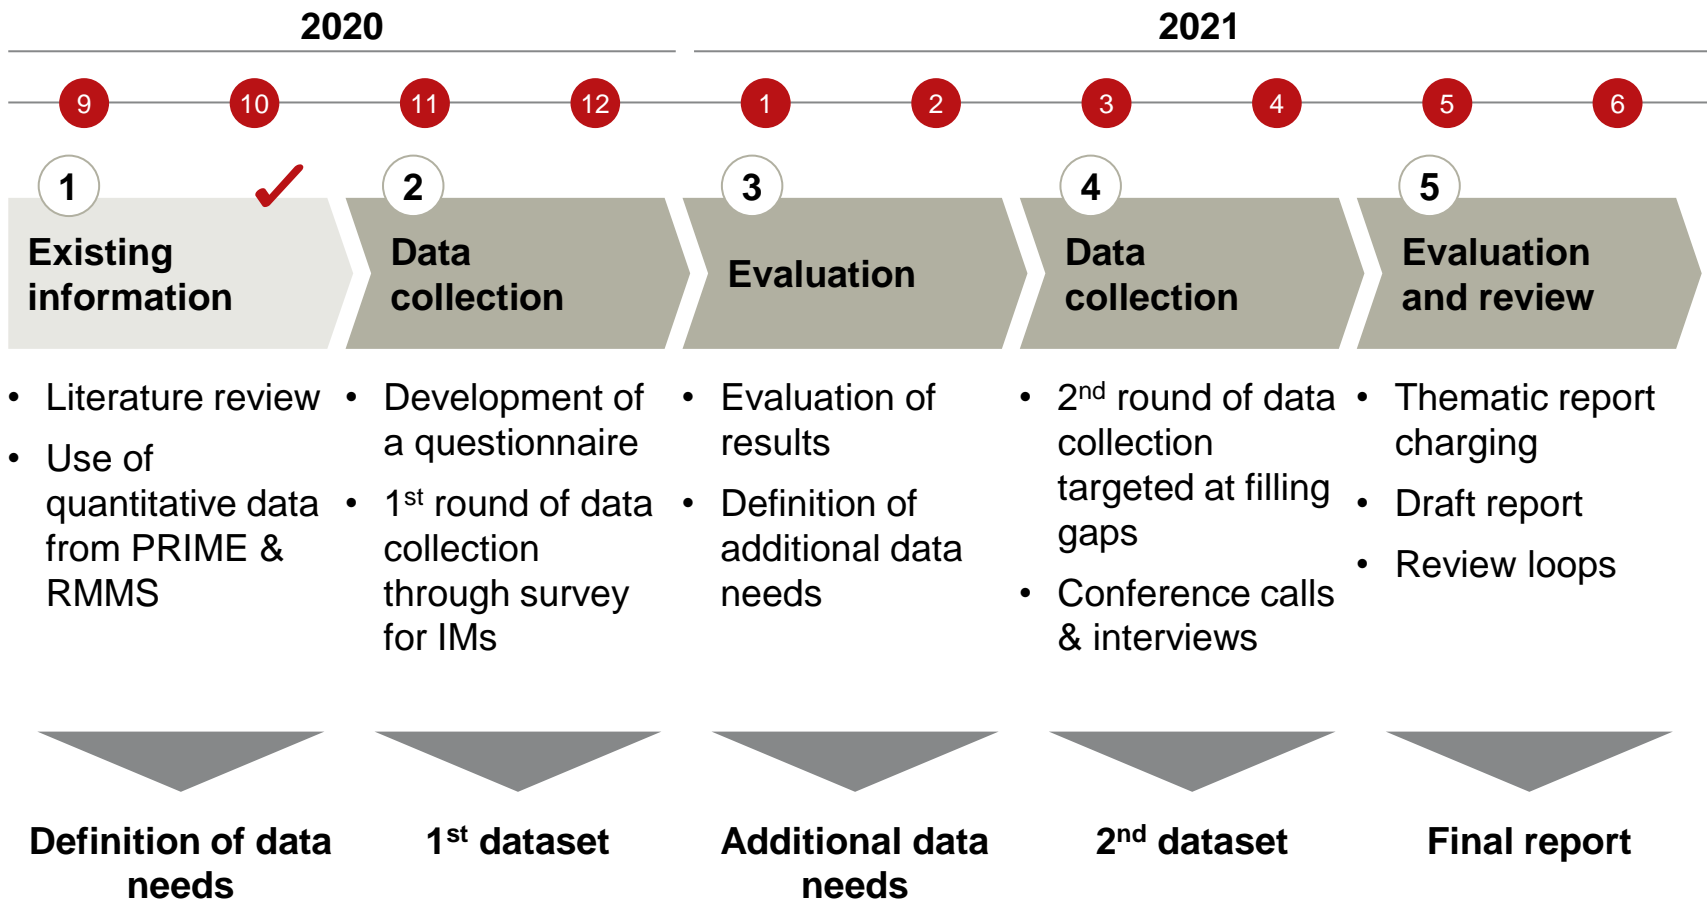 2020
2021
9
10
11
12
1
2
3
4
5
6
1
Existing
information
• Literature review
• Use of
quantitative data
from PRIME &
RMMS
Definition of data
needs
2
Data
collection
• Development of
a questionnaire
• 1st round of data
collection
through survey
for IMs
1st dataset
3
Evaluation
• Evaluation of
results
• Definition of
additional data
needs
Additional data
needs
4
Data
collection
• 2nd round of data
collection
targeted at filling
gaps
• Conference calls
& interviews
2nd dataset
5
Evaluation
and review
• Thematic report
charging
• Draft report
• Review loops
Final report